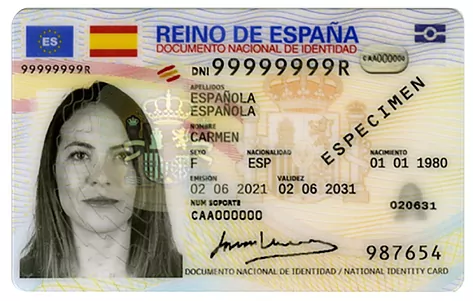 ES
REINO DE ESPAÑA
DOCUMENTO NACIONAL DE IDENTIDAD
CAA000000
99999999R
DNI 99999999R
APELLIDOS
ESPAÑOLA
ESPAÑOLA
NOMBRE
CARMEN
SEXO NACIONALIDAD NACIMIENTO
F ESP 01 01 1980
EMISIÓN VALIDEZ
02 06 2021 02 06 2031
NUM SOPORTE
CAA000000
020631
ESPECIMEN
987654
DOCUMENTO NACIONAL DE IDENTIDAD / NATIONAL IDENTITY CARD